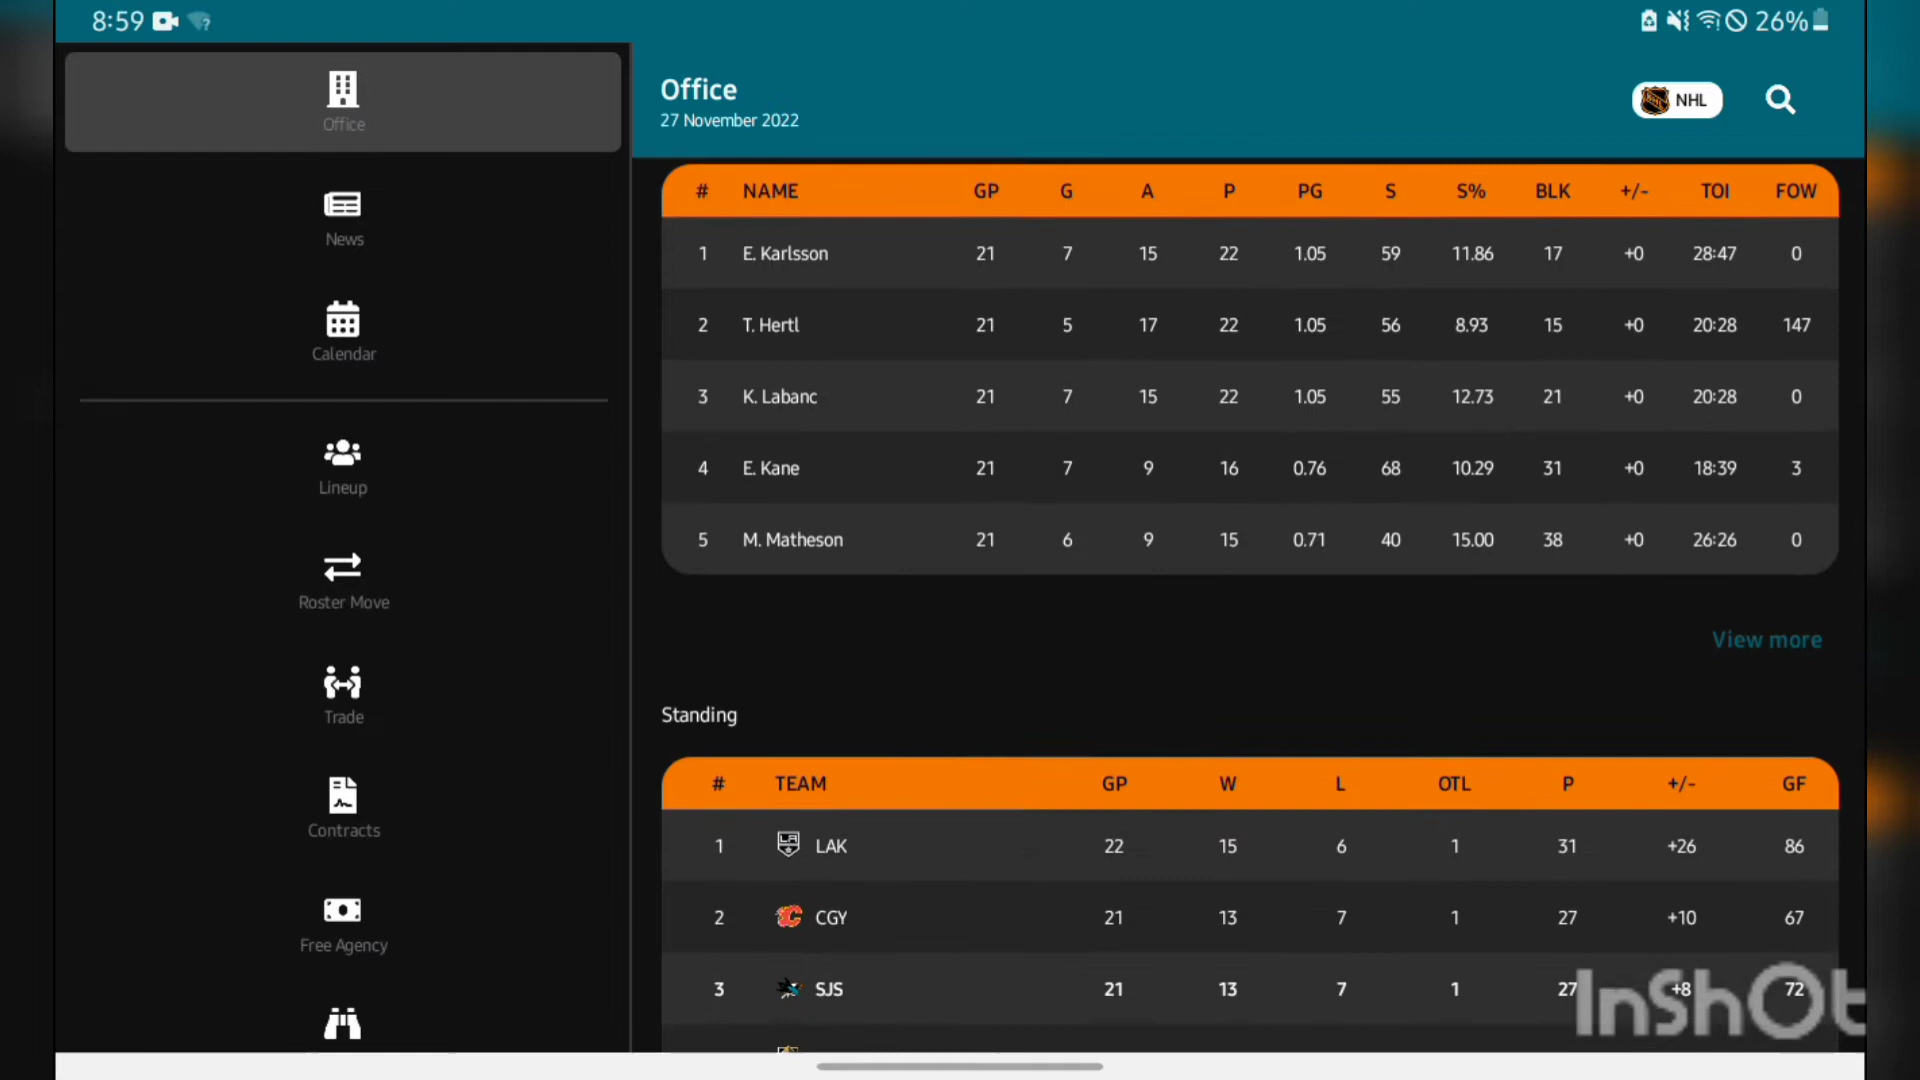 8:59 26%
Office
27 November 2022
NHL
Office
News
Calendar
Lineup
Roster Move
Trade
Contracts
Free Agency
# NAME GP G A P PG S S% BLK +/- TOI FOW
1 E. Karlsson 21 7 15 22 1.05 59 11.86 17 +0 28:47 0
2 T. Hertl 21 5 17 22 1.05 56 8.93 15 +0 20:28 147
3 K. Labanc 21 7 15 22 1.05 55 12.73 21 +0 20:28 0
4 E. Kane 21 7 9 16 0.76 68 10.29 31 +0 18:39 3
5 M. Matheson 21 6 9 15 0.71 40 15.00 38 +0 26:26 0
View more
Standing
# TEAM GP W L OTL P +/- GF
1 LAK 22 15 6 1 31 +26 86
2 CGY 21 13 7 1 27 +10 67
3 SJS 21 13 7 1 27 +8 72
InShOt